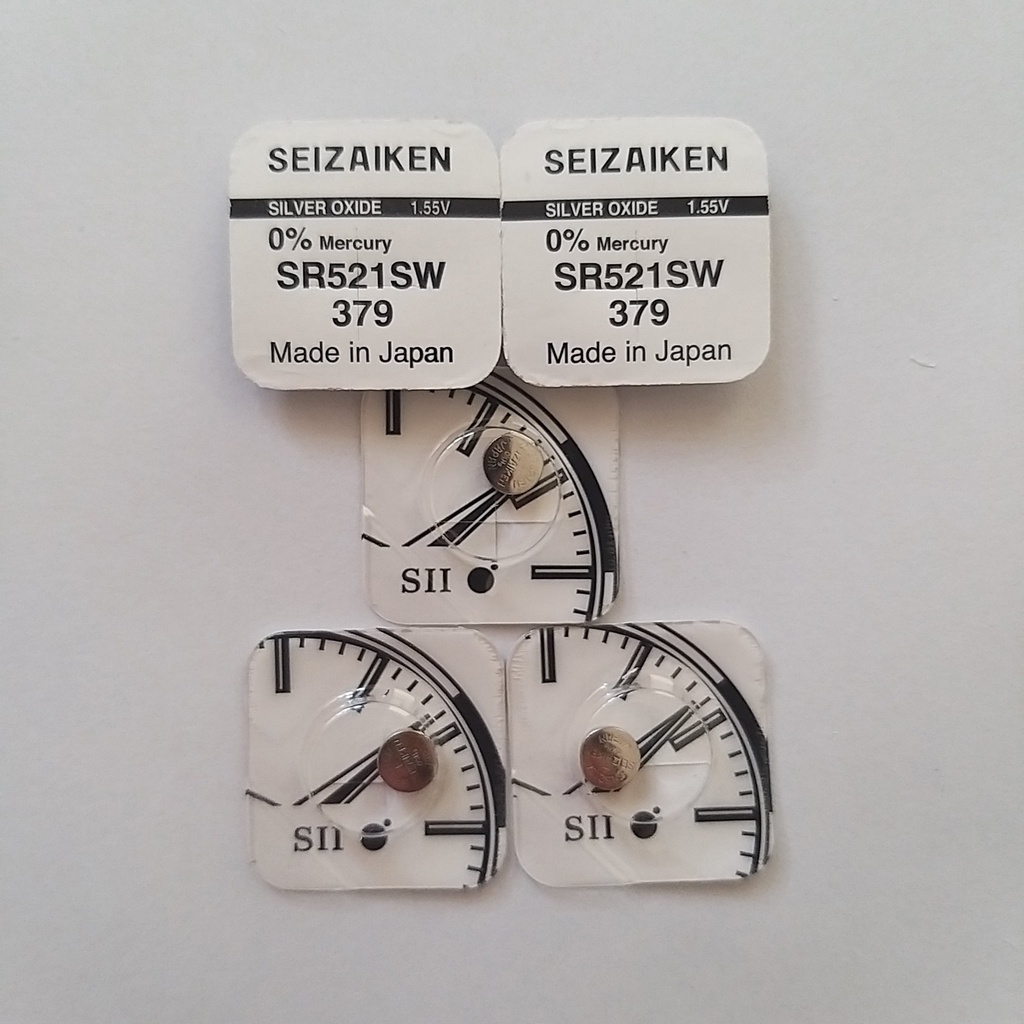 SEIZAIKEN
SILVER OXIDE 1.55V
0% Mercury
SR521SW
379
Made in Japan
SEIZAIKEN
SILVER OXIDE 1.55V
0% Mercury
SR521SW
379
Made in Japan
SII
SII
SII